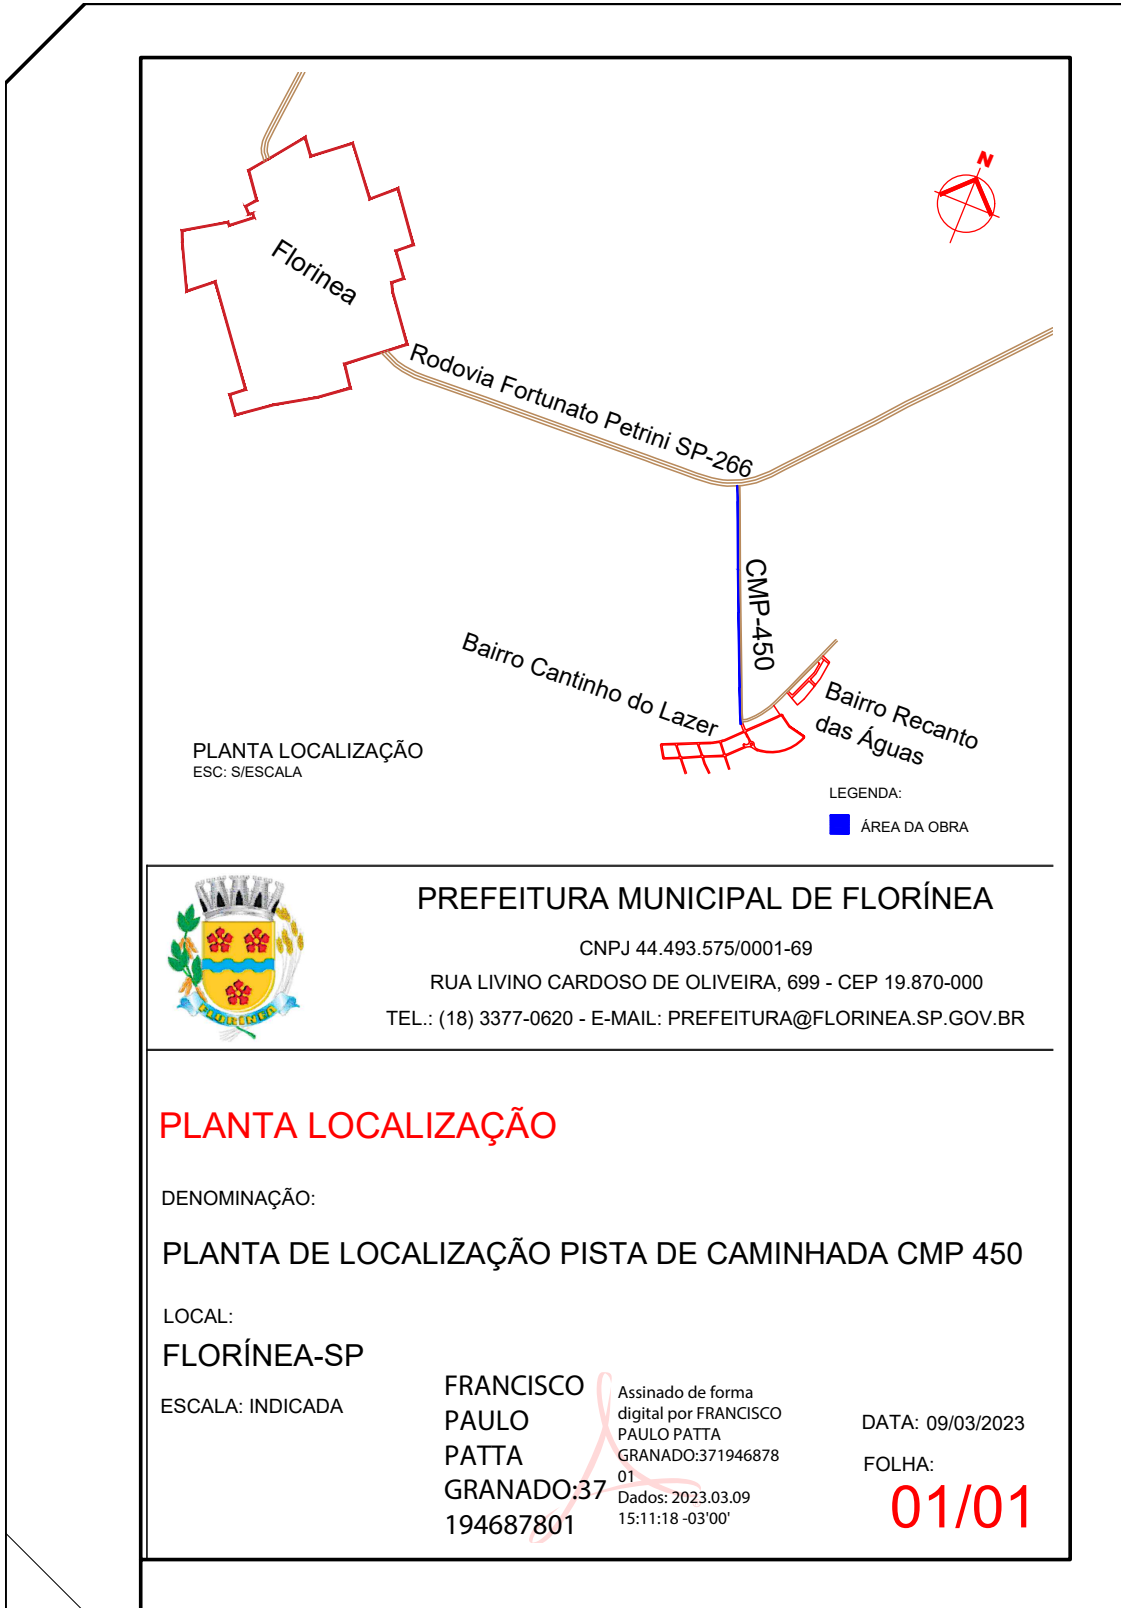 N
Florinea
Rodovia Fortunato Petrini SP-266
CMP-450
Bairro Cantinho do Lazer
Bairro Recanto
das Águas
PLANTA LOCALIZAÇÃO
ESC: S/ESCALA
LEGENDA:
ÁREA DA OBRA
FLORÍNEA
PREFEITURA MUNICIPAL DE FLORÍNEA
CNPJ 44.493.575/0001-69
RUA LIVINO CARDOSO DE OLIVEIRA, 699 - CEP 19.870-000
TEL.: (18) 3377-0620 - E-MAIL: PREFEITURA@FLORINEA.SP.GOV.BR
PLANTA LOCALIZAÇÃO
DENOMINAÇÃO:
PLANTA DE LOCALIZAÇÃO PISTA DE CAMINHADA CMP 450
LOCAL:
FLORÍNEA-SP
ESCALA: INDICADA
FRANCISCO
PAULO
PATTA
GRANADO:37
194687801
Assinado de forma
digital por FRANCISCO
PAULO PATTA
GRANADO:371946878
01
Dados: 2023.03.09
15:11:18 -03'00'
DATA: 09/03/2023
FOLHA:
01/01